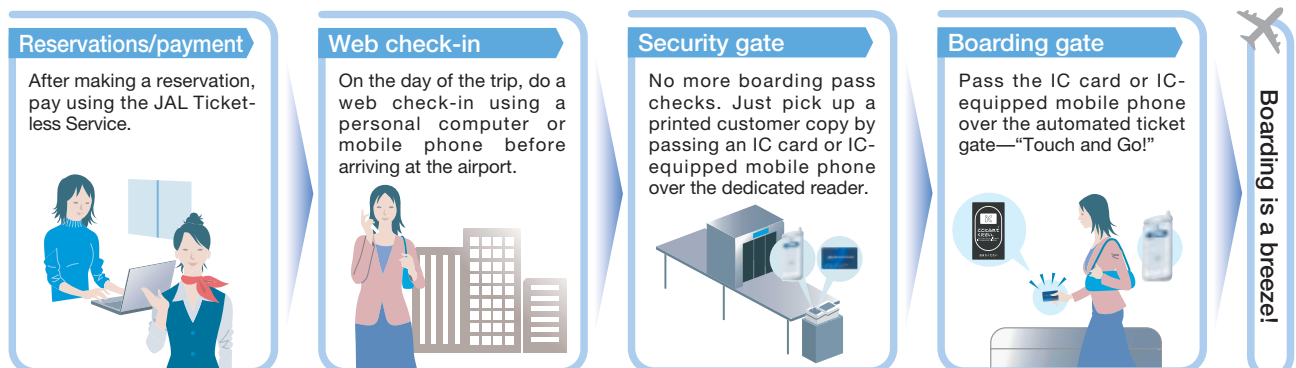 Reservations/payment
After making a reservation,
pay using the JAL Ticket-
less Service.
Web check-in
On the day of the trip, do a
web check-in using a
personal computer or
mobile phone before
arriving at the airport.
Security gate
No more boarding pass
checks. Just pick up a
printed customer copy by
passing an IC card or IC-
equipped mobile phone
over the dedicated reader.
Boarding gate
Pass the IC card or IC-
equipped mobile phone
over the automated ticket
gate—“Touch and Go!”
Boarding is a breeze!